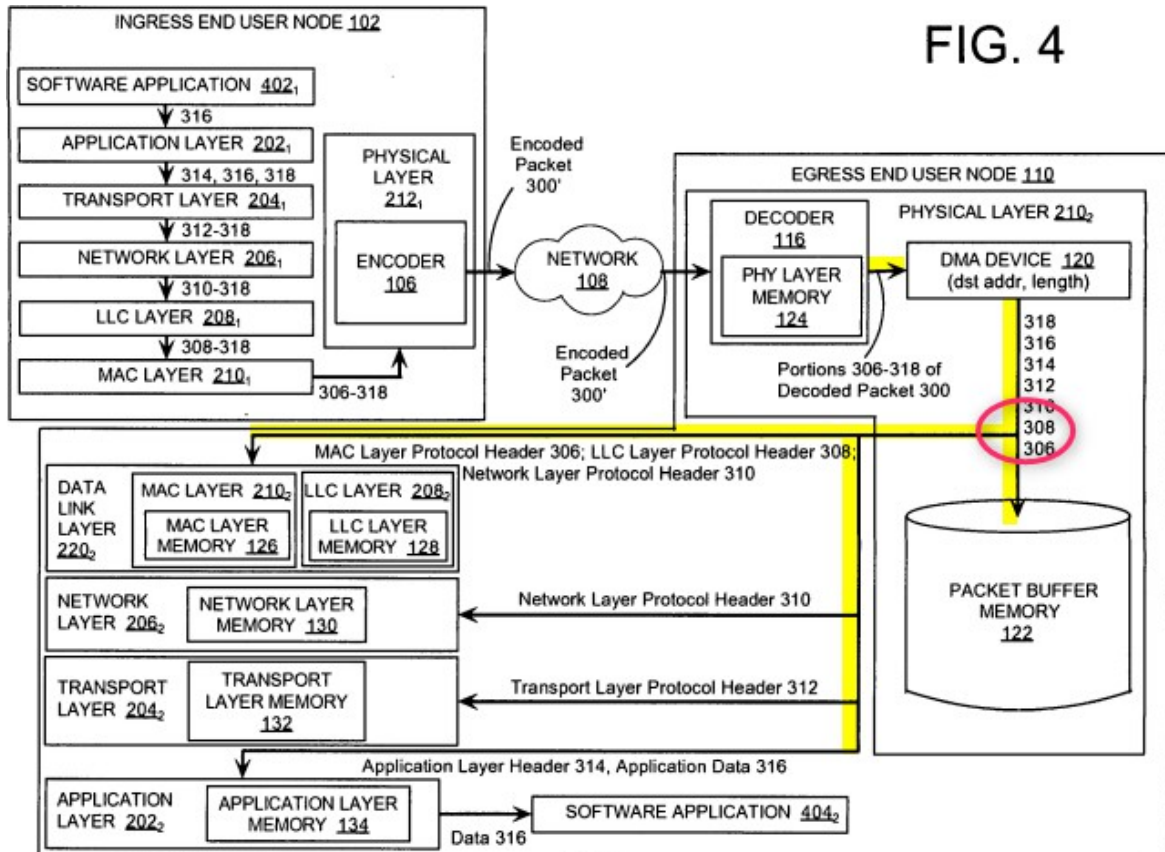 FIG. 4
INGRESS END USER NODE 102
SOFTWARE APPLICATION 402₁
316
APPLICATION LAYER 202₁
314, 316, 318
TRANSPORT LAYER 204₁
312-318
NETWORK LAYER 206₁
310-318
LLC LAYER 208₁
308-318
MAC LAYER 210₁
306-318
PHYSICAL
LAYER
212₁
ENCODER
106
Encoded
Packet
300'
NETWORK
108
Encoded
Packet
300'
EGRESS END USER NODE 110
PHYSICAL LAYER 210₂
DECODER
116
PHY LAYER
MEMORY
124
DMA DEVICE 120
(dst addr, length)
Portions 306-318 of
Decoded Packet 300
318
316
314
312
310
308
306
PACKET BUFFER
MEMORY
122
MAC Layer Protocol Header 306; LLC Layer Protocol Header 308;
Network Layer Protocol Header 310
DATA
LINK
LAYER
220₂
MAC LAYER 210₂
MAC LAYER
MEMORY 126
LLC LAYER 208₂
LLC LAYER
MEMORY 128
NETWORK
LAYER 206₂
NETWORK LAYER
MEMORY 130
Network Layer Protocol Header 310
TRANSPORT
LAYER 204₂
TRANSPORT
LAYER MEMORY
132
Transport Layer Protocol Header 312
Application Layer Header 314, Application Data 316
APPLICATION
LAYER 202₂
APPLICATION LAYER
MEMORY 134
Data 316
SOFTWARE APPLICATION 404₂